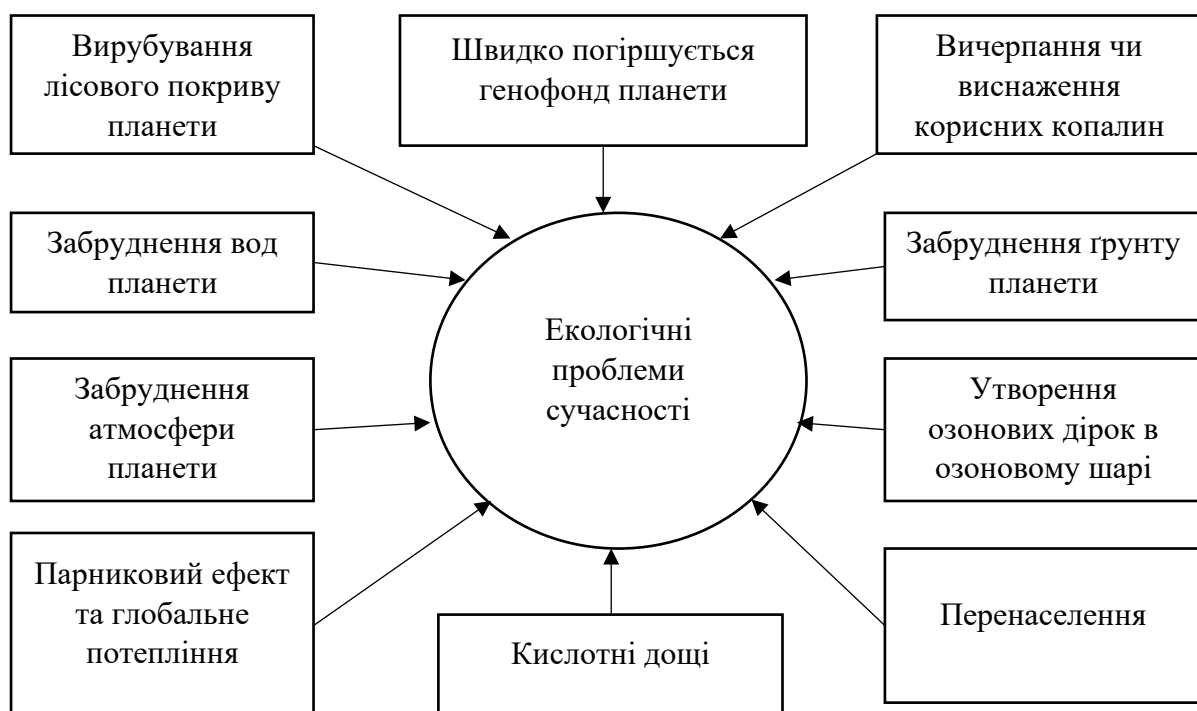 Вирубування
лісового покриву
планети
Швидко погіршується
генофонд планети
Вичерпання чи
виснаження
корисних копалин
Забруднення вод
планети
Забруднення ґрунту
планети
Екологічні
проблеми
сучасності
Забруднення
атмосфери
планети
Утворення
озонових дірок в
озоновому шарі
Парниковий ефект
та глобальне
потепління
Кислотні дощі
Перенаселення